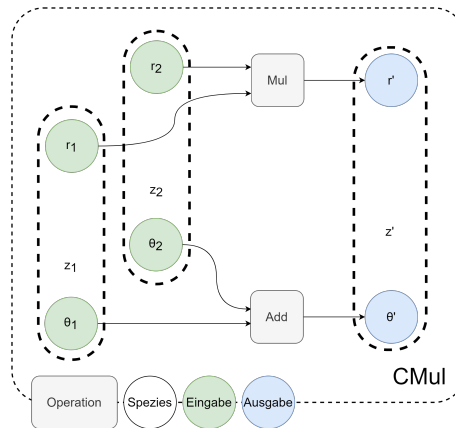 r2
Mul
r'
r1
z2
θ2
z'
z1
θ1
Add
θ'
CMul
Operation
Spezies
Eingabe
Ausgabe